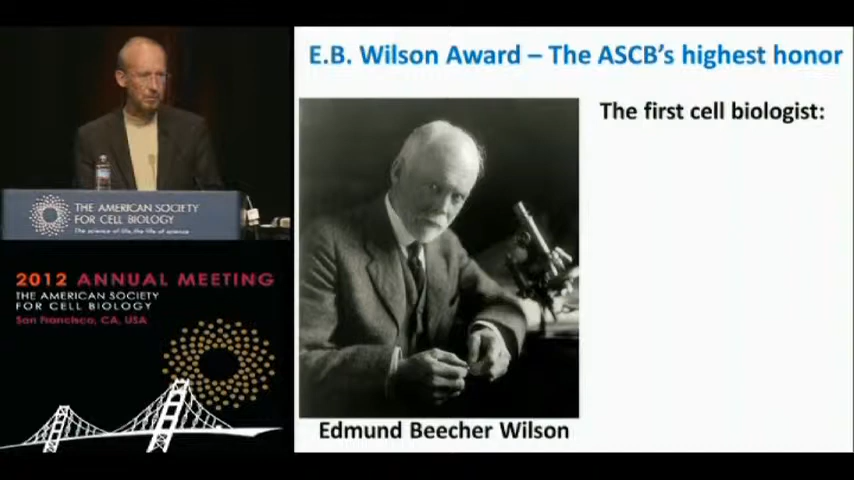 E.B. Wilson Award – The ASCB's highest honor
The first cell biologist:
Edmund Beecher Wilson
THE AMERICAN SOCIETY
FOR CELL BIOLOGY
The science of life, the life of science
2012 ANNUAL MEETING
THE AMERICAN SOCIETY
FOR CELL BIOLOGY
San Francisco, CA, USA